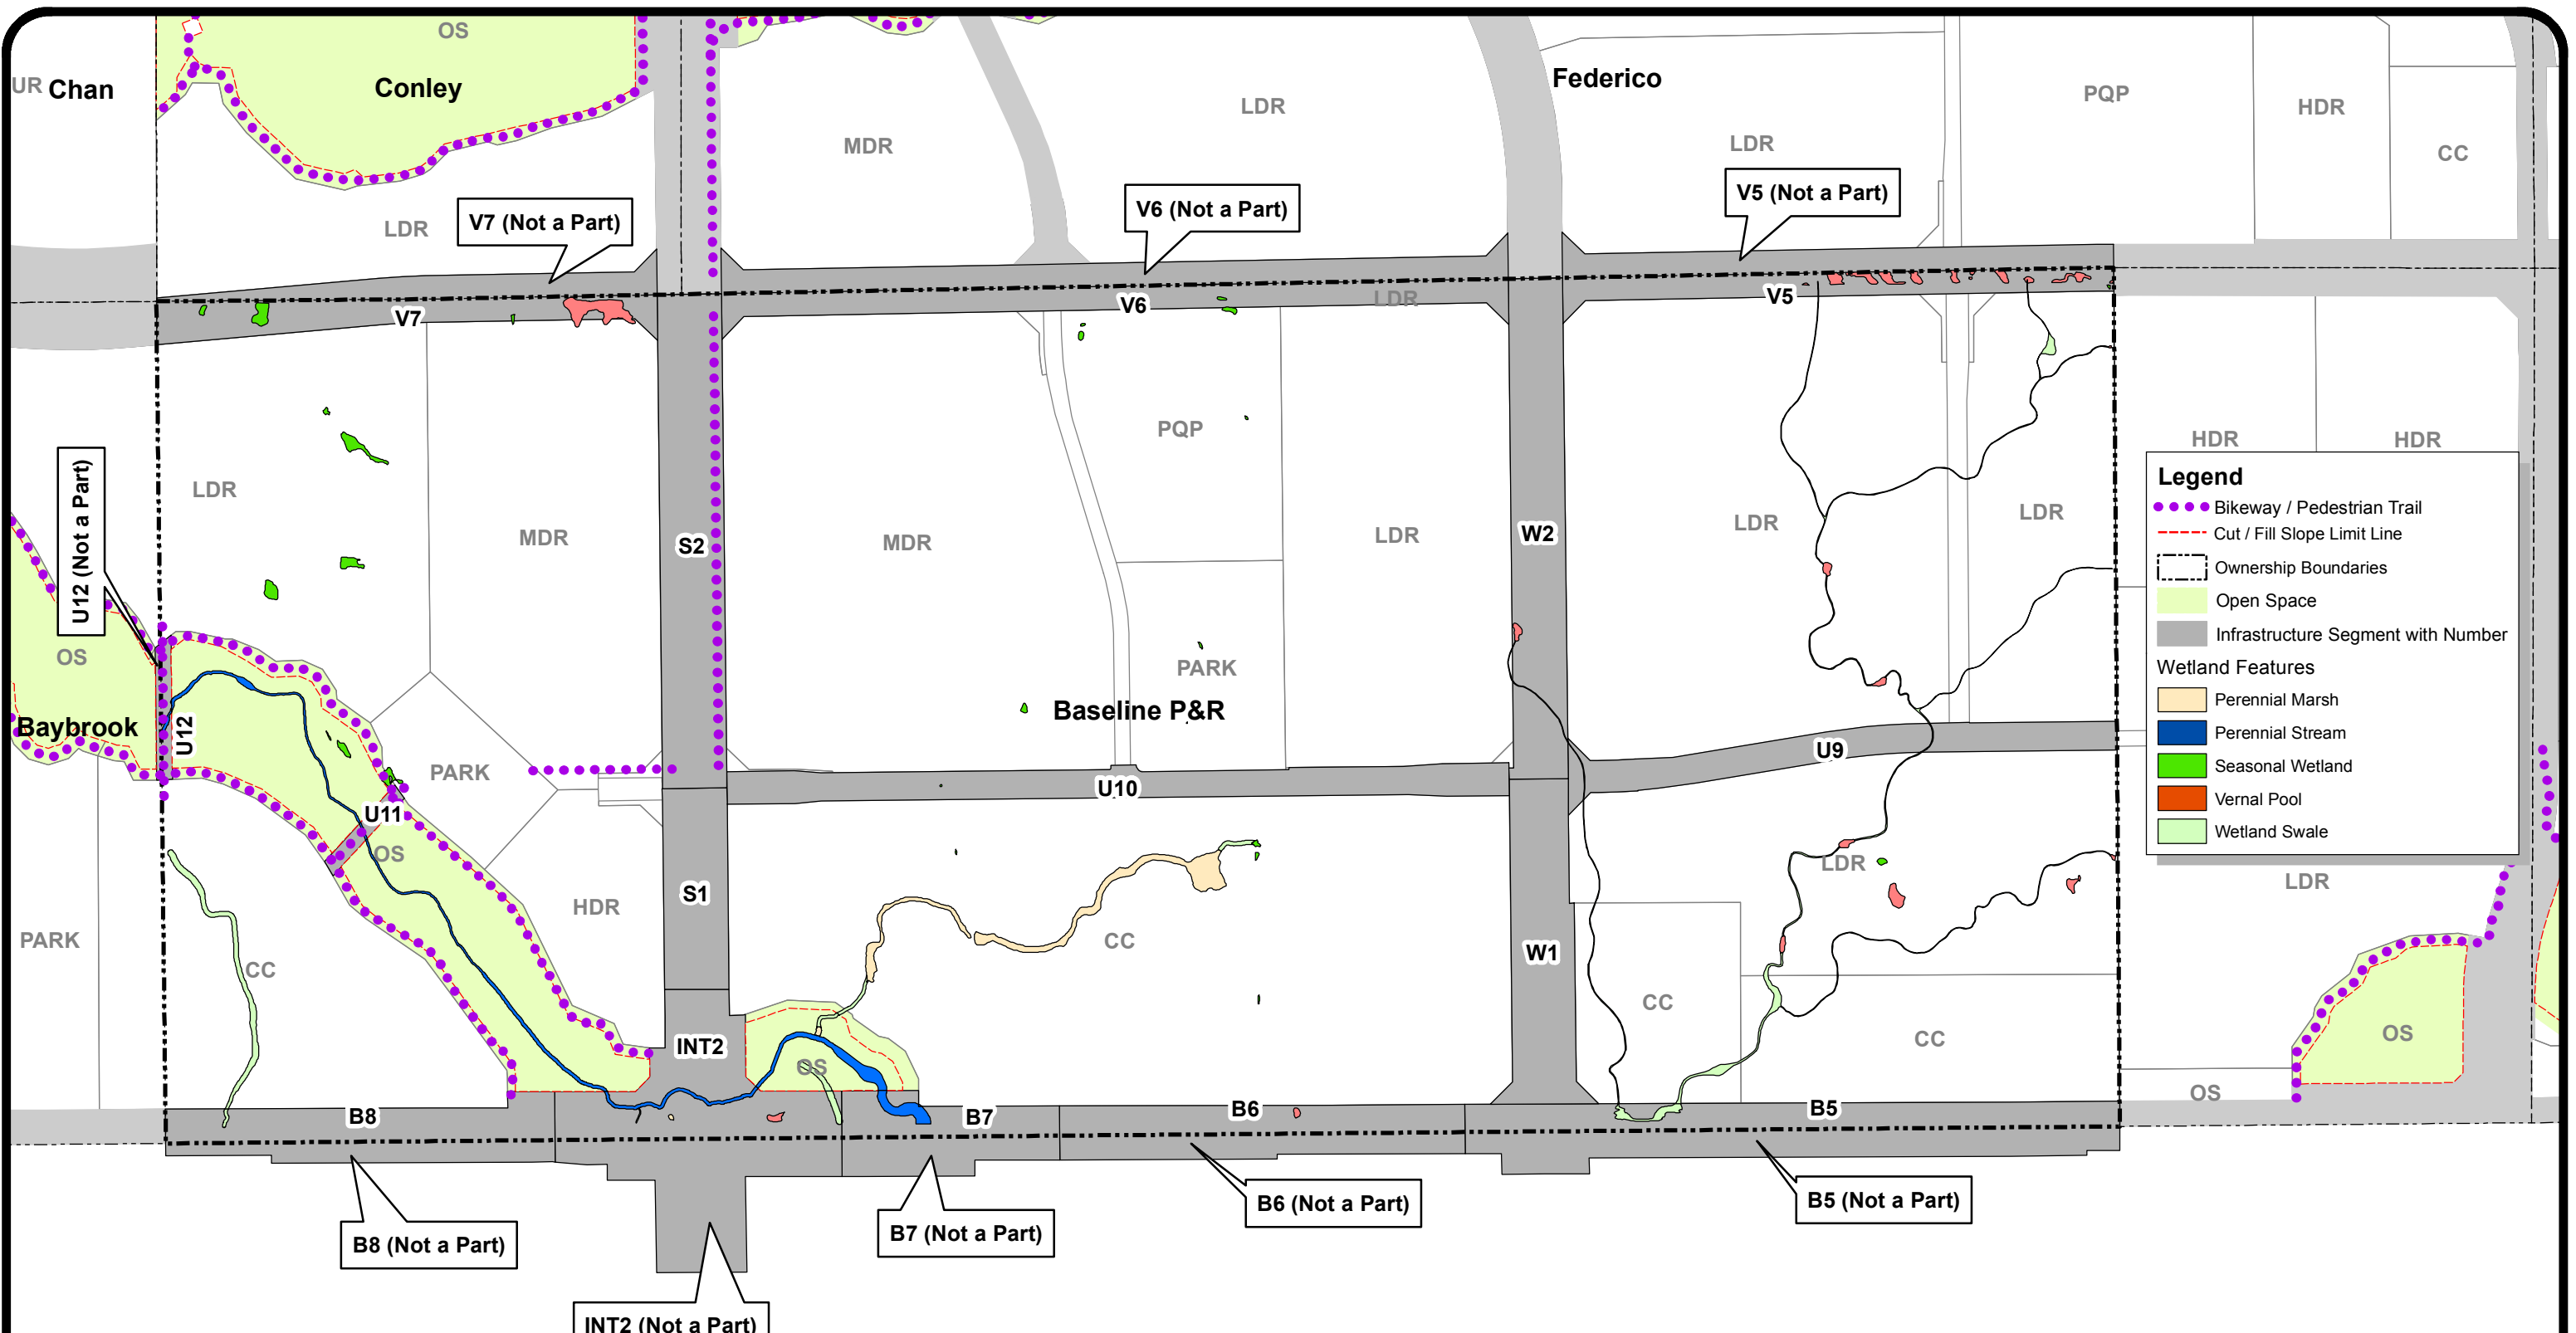 OS
UR
Chan
Conley
Federico
PQP
HDR
CC
LDR
MDR
LDR
LDR
V7 (Not a Part)
V6 (Not a Part)
V5 (Not a Part)
V7
V6
LDR
V5
U12 (Not a Part)
LDR
MDR
S2
MDR
PQP
LDR
W2
LDR
LDR
HDR
HDR
Legend
Bikeway / Pedestrian Trail
Cut / Fill Slope Limit Line
Ownership Boundaries
Open Space
Infrastructure Segment with Number
Wetland Features
Perennial Marsh
Perennial Stream
Seasonal Wetland
Vernal Pool
Wetland Swale
OS
PARK
Baybrook
U12
Baseline P&R
U9
PARK
U10
U11
OS
LDR
LDR
S1
HDR
PARK
CC
CC
W1
CC
CC
OS
INT2
OS
OS
B8
B7
B6
B5
B8 (Not a Part)
B7 (Not a Part)
B6 (Not a Part)
B5 (Not a Part)
INT2 (Not a Part)
LDR